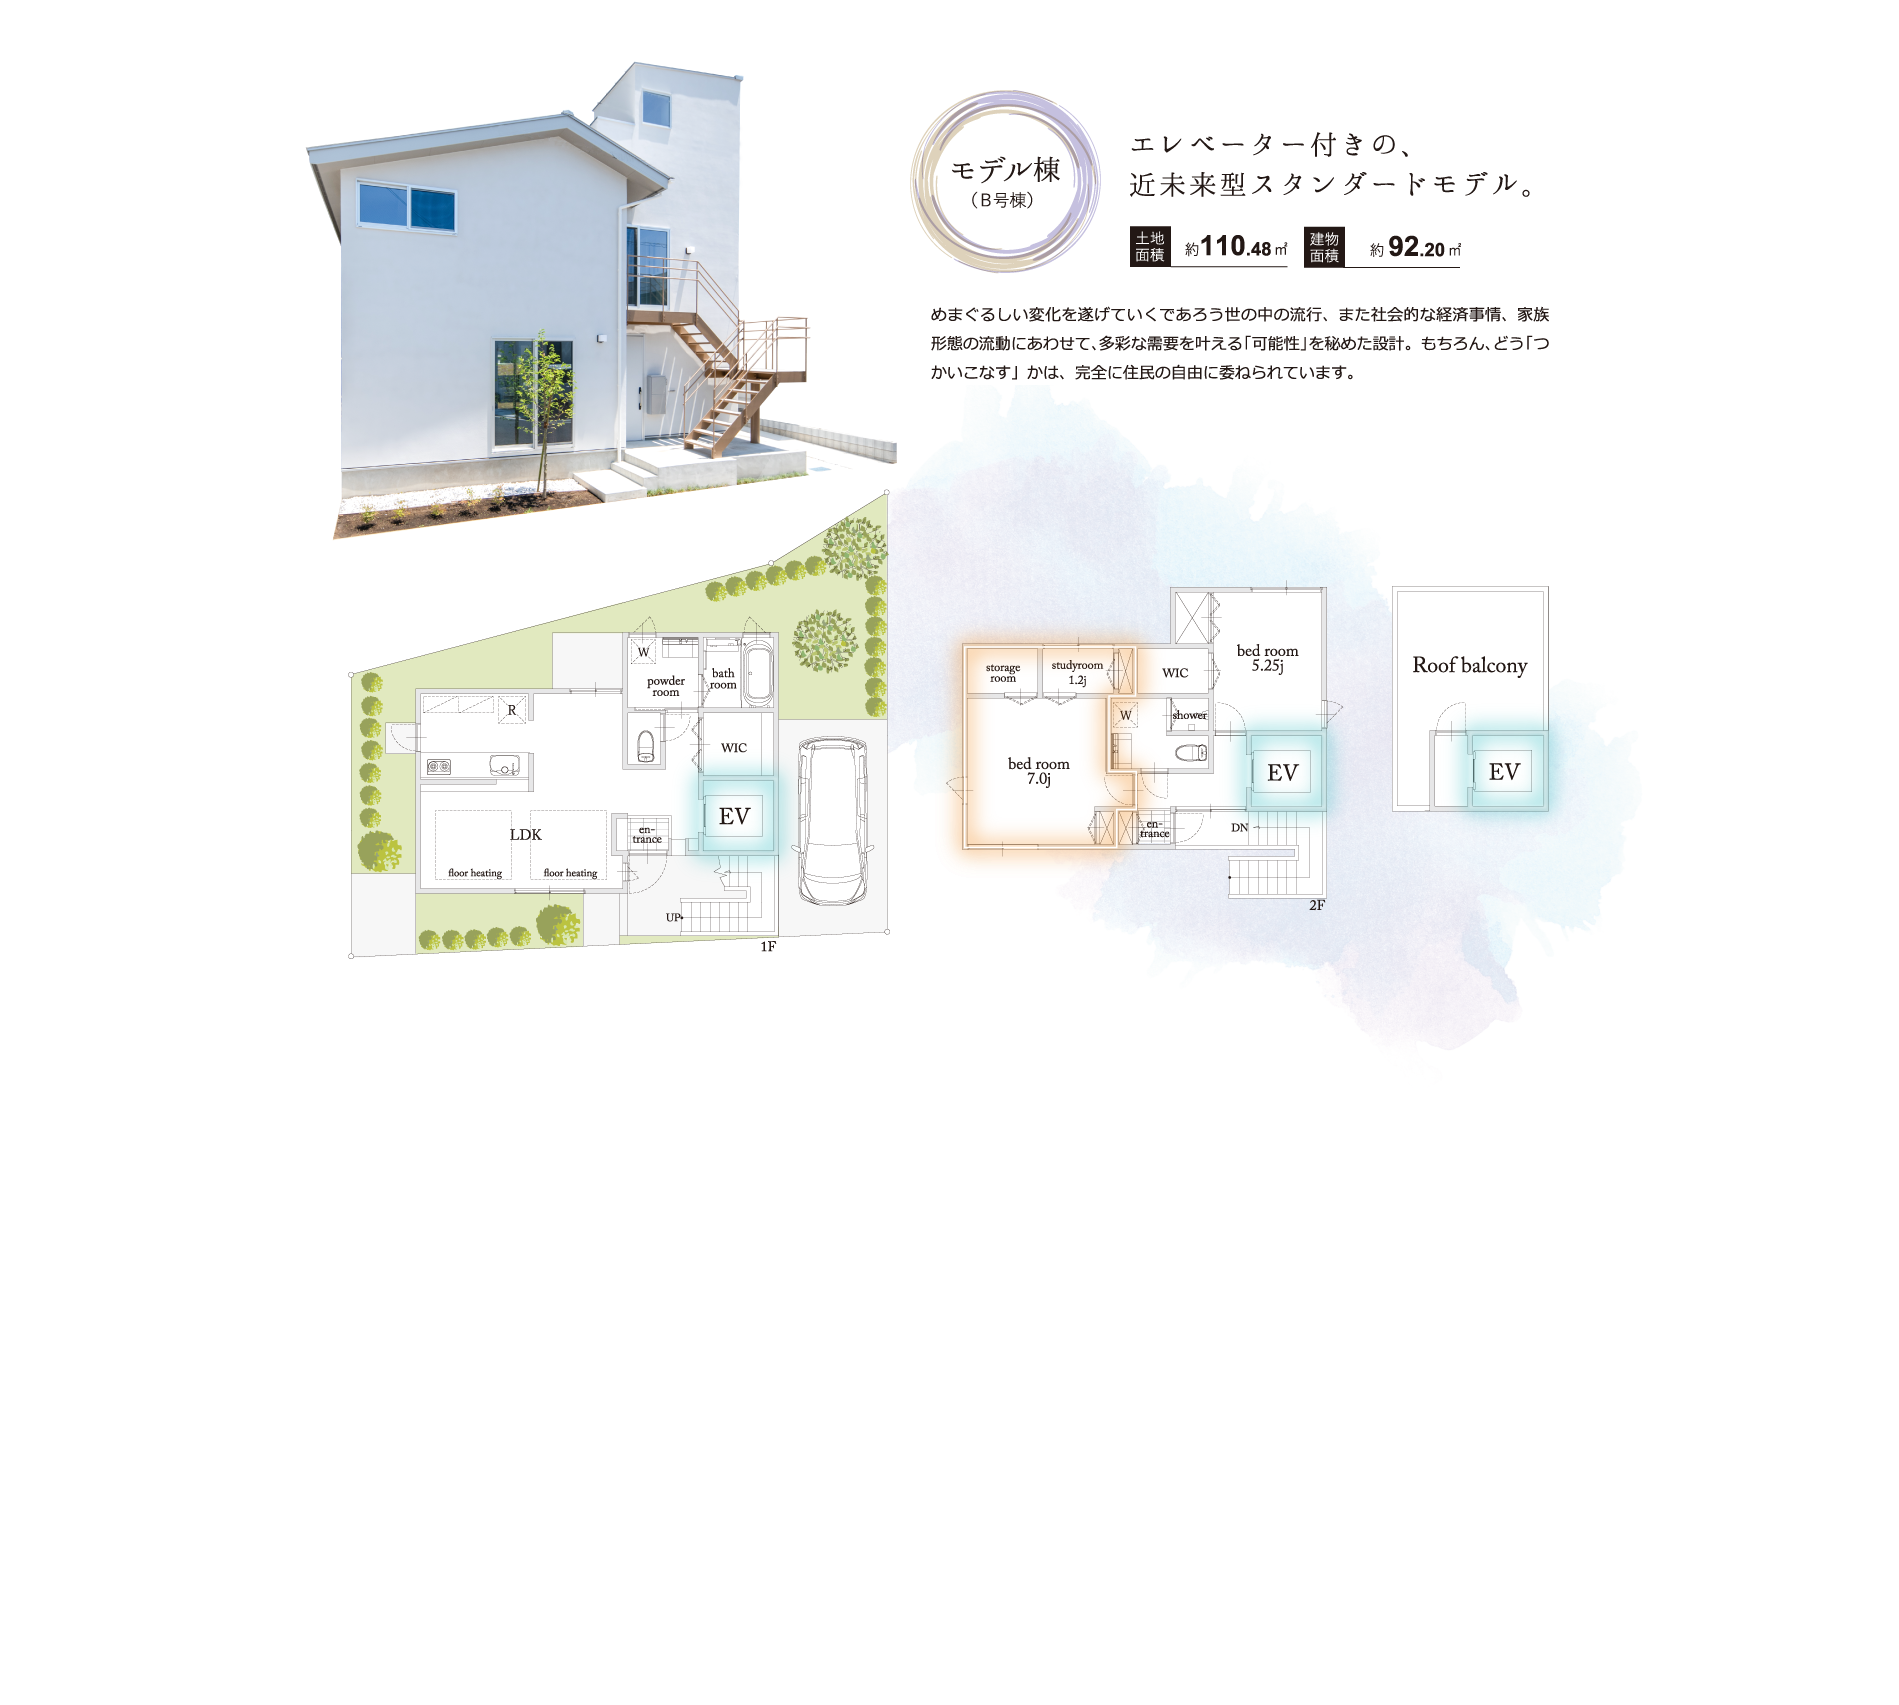 モデル棟
（B号棟）
エレベーター付きの、
近未来型スタンダードモデル。
土地面積 約110.48㎡
建物面積 約92.20㎡
めまぐるしい変化を遂げていくであろう世の中の流行、また社会的な経済事情、家族
形態の流動にあわせて、多彩な需要を叶える「可能性」を秘めた設計。もちろん、どう「つ
かいこなす」かは、完全に住民の自由に委ねられています。
W
powder
room
bath
room
R
WIC
EV
LDK
en-
trance
floor heating
floor heating
UP
1F
storage
room
studyroom
1.2j
WIC
bed room
5.25j
W
shower
bed room
7.0j
EV
en-
trance
DN
2F
Roof balcony
EV